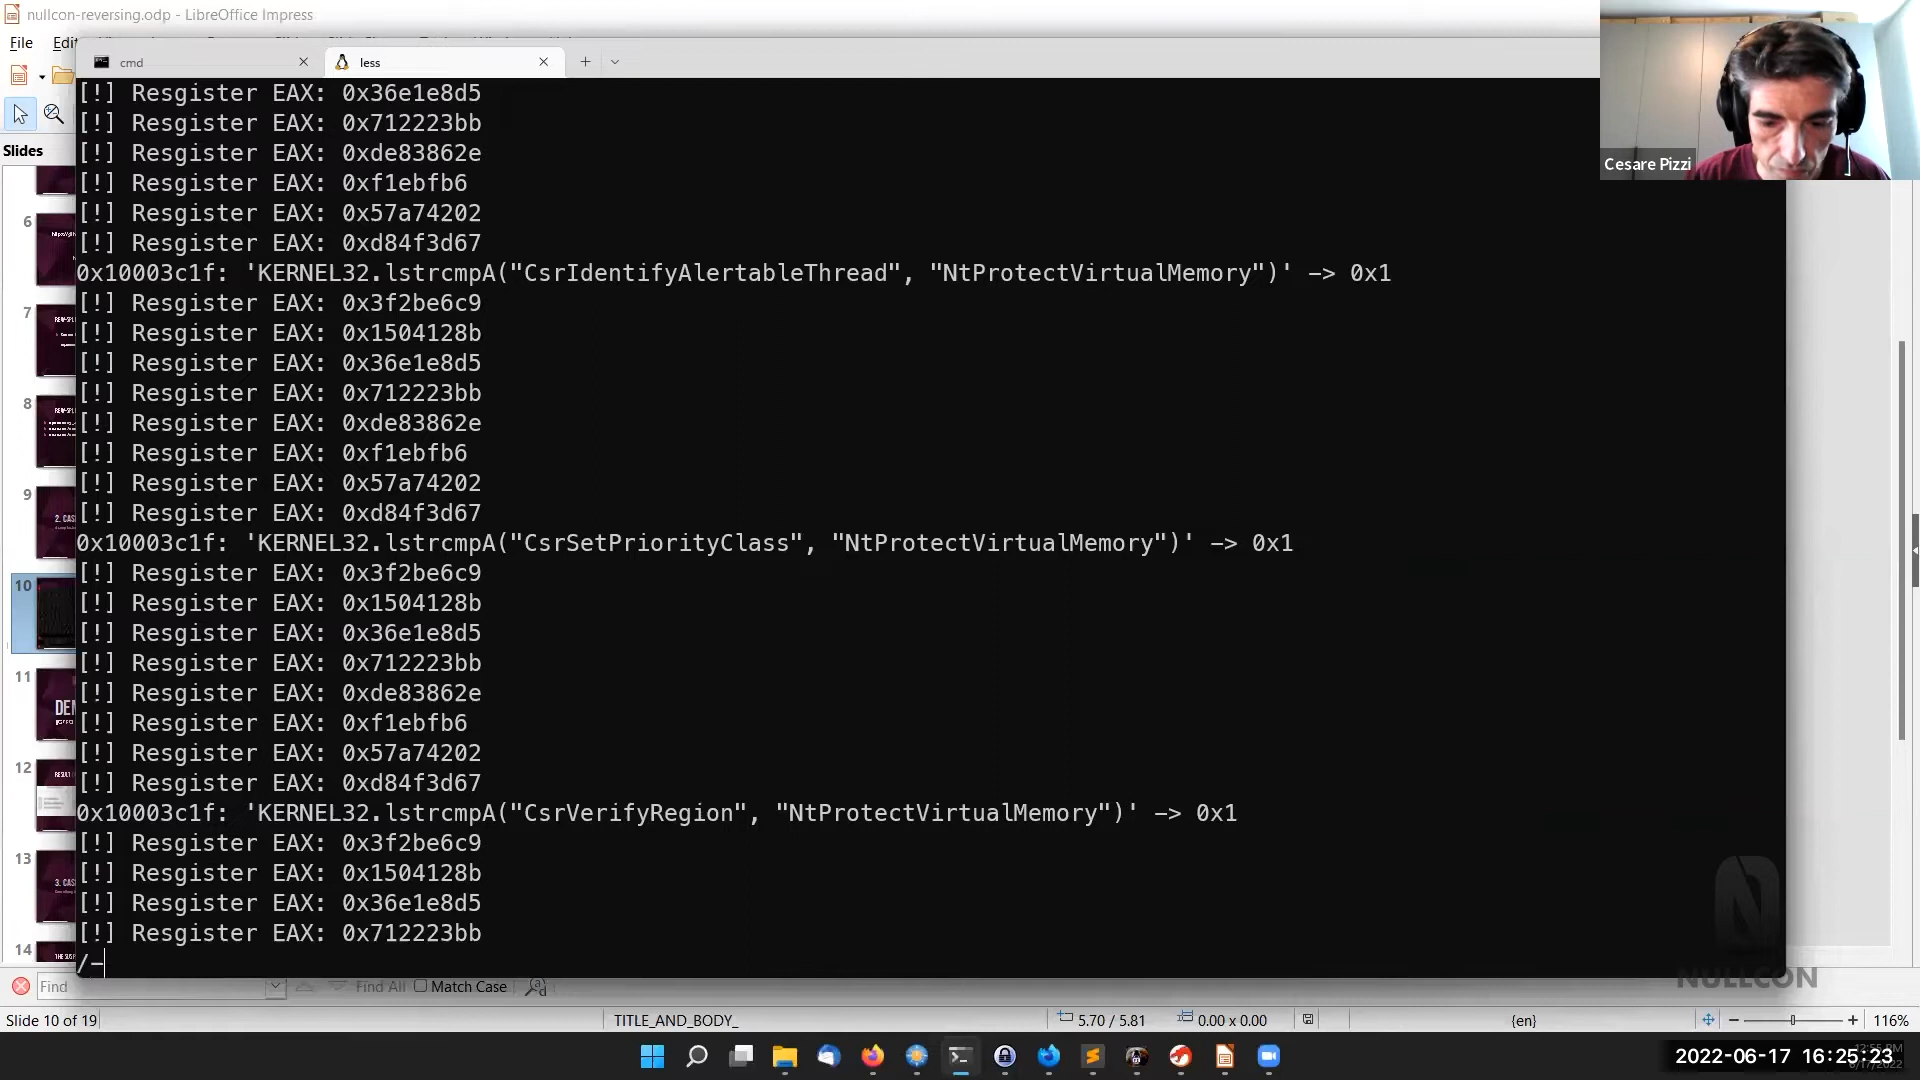 nullcon-reversing.odp - LibreOffice Impress
File Edit
cmd
less
Slides
Cesare Pizzi
[!] Resgister EAX: 0x36e1e8d5
[!] Resgister EAX: 0x712223bb
[!] Resgister EAX: 0xde83862e
[!] Resgister EAX: 0xf1ebfb6
[!] Resgister EAX: 0x57a74202
[!] Resgister EAX: 0xd84f3d67
0x10003c1f: 'KERNEL32.lstrcmpA("CsrIdentifyAlertableThread", "NtProtectVirtualMemory")' -> 0x1
[!] Resgister EAX: 0x3f2be6c9
[!] Resgister EAX: 0x1504128b
[!] Resgister EAX: 0x36e1e8d5
[!] Resgister EAX: 0x712223bb
[!] Resgister EAX: 0xde83862e
[!] Resgister EAX: 0xf1ebfb6
[!] Resgister EAX: 0x57a74202
[!] Resgister EAX: 0xd84f3d67
0x10003c1f: 'KERNEL32.lstrcmpA("CsrSetPriorityClass", "NtProtectVirtualMemory")' -> 0x1
[!] Resgister EAX: 0x3f2be6c9
[!] Resgister EAX: 0x1504128b
[!] Resgister EAX: 0x36e1e8d5
[!] Resgister EAX: 0x712223bb
[!] Resgister EAX: 0xde83862e
[!] Resgister EAX: 0xf1ebfb6
[!] Resgister EAX: 0x57a74202
[!] Resgister EAX: 0xd84f3d67
0x10003c1f: 'KERNEL32.lstrcmpA("CsrVerifyRegion", "NtProtectVirtualMemory")' -> 0x1
[!] Resgister EAX: 0x3f2be6c9
[!] Resgister EAX: 0x1504128b
[!] Resgister EAX: 0x36e1e8d5
[!] Resgister EAX: 0x712223bb
/-
6
7
8
9
2. CAS
10
11
DEM
12
13
3. CAS
14
NULLCON
Find
Find All
Match Case
Slide 10 of 19
TITLE_AND_BODY_
5.70 / 5.81
0.00 x 0.00
{en}
116%
2022-06-17 16:25:23